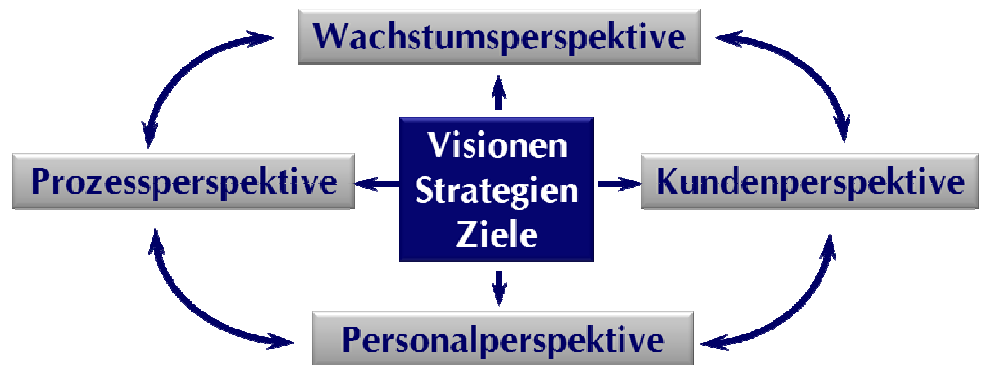 Wachstumsperspektive
Visionen
Strategien
Ziele
Prozessperspektive
Kundenperspektive
Personalperspektive